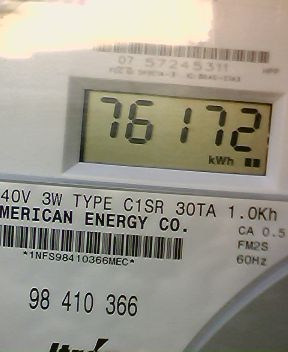 07 57245311
76172
kWh
40V 3W TYPE C1SR 30TA 1.0Kh
MERICAN ENERGY CO.
CA 0.5
FM2S
60Hz
*1NFS98410366MEC*
98 410 366